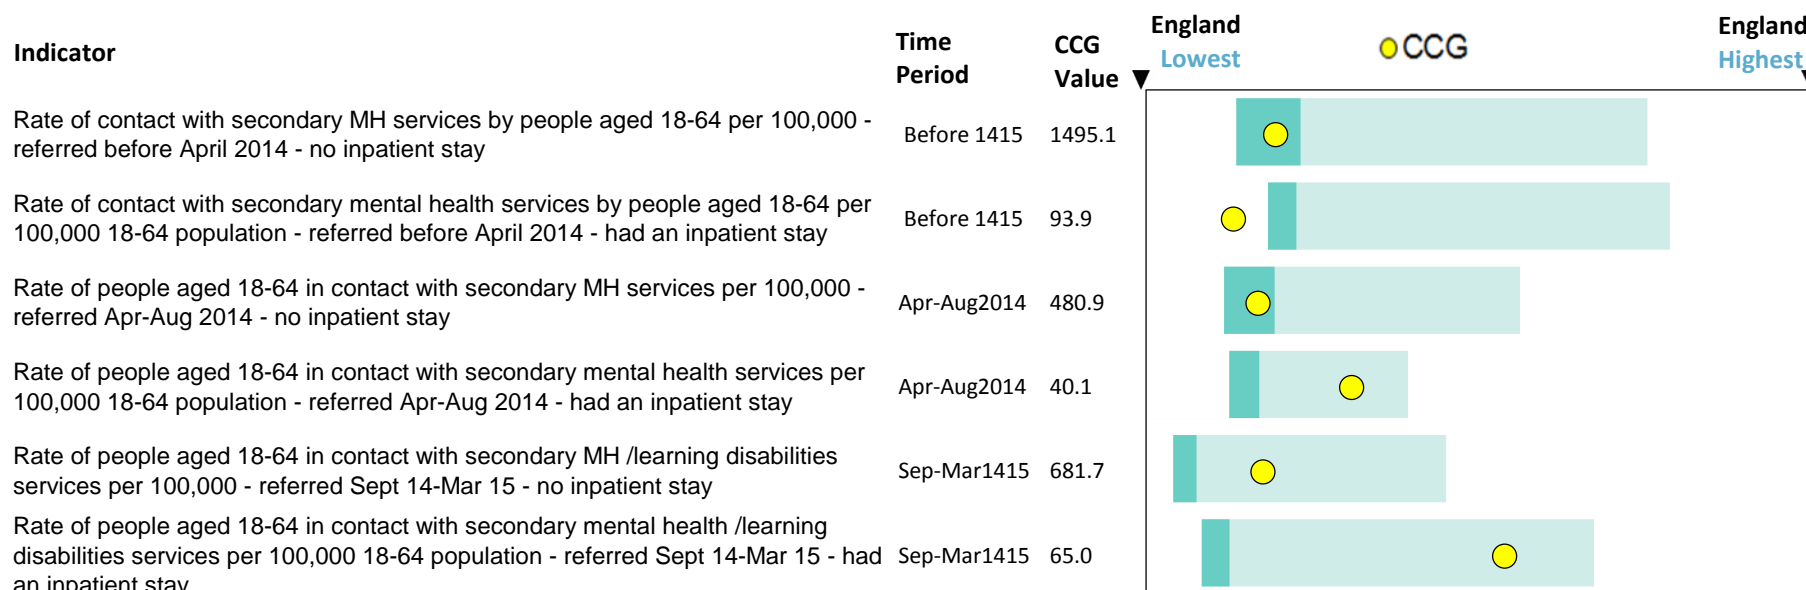 Indicator
Time
Period
CCG
Value
England
Lowest
CCG
England
Highest
Rate of contact with secondary MH services by people aged 18-64 per 100,000 -
referred before April 2014 - no inpatient stay
Before 1415
1495.1
Rate of contact with secondary mental health services by people aged 18-64 per
100,000 18-64 population - referred before April 2014 - had an inpatient stay
Before 1415
93.9
Rate of people aged 18-64 in contact with secondary MH services per 100,000 -
referred Apr-Aug 2014 - no inpatient stay
Apr-Aug2014
480.9
Rate of people aged 18-64 in contact with secondary mental health services per
100,000 18-64 population - referred Apr-Aug 2014 - had an inpatient stay
Apr-Aug2014
40.1
Rate of people aged 18-64 in contact with secondary MH /learning disabilities
services per 100,000 - referred Sept 14-Mar 15 - no inpatient stay
Sep-Mar1415
681.7
Rate of people aged 18-64 in contact with secondary mental health /learning
disabilities services per 100,000 18-64 population - referred Sept 14-Mar 15 - had
an inpatient stay
Sep-Mar1415
65.0